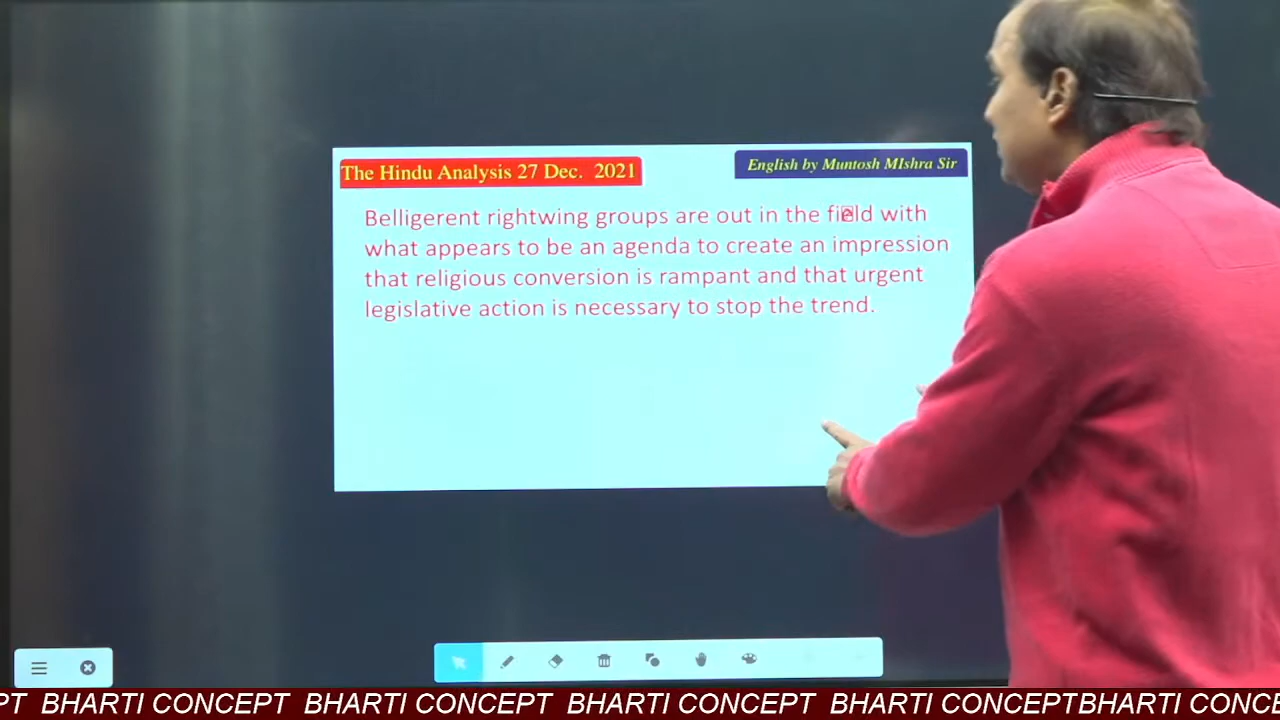 The Hindu Analysis 27 Dec. 2021
English by Muntosh MIshra Sir
Belligerent rightwing groups are out in the field with
what appears to be an agenda to create an impression
that religious conversion is rampant and that urgent
legislative action is necessary to stop the trend.
PT BHARTI CONCEPT BHARTI CONCEPT BHARTI CONCEPT BHARTI CONCEPTBHARTI CONCE